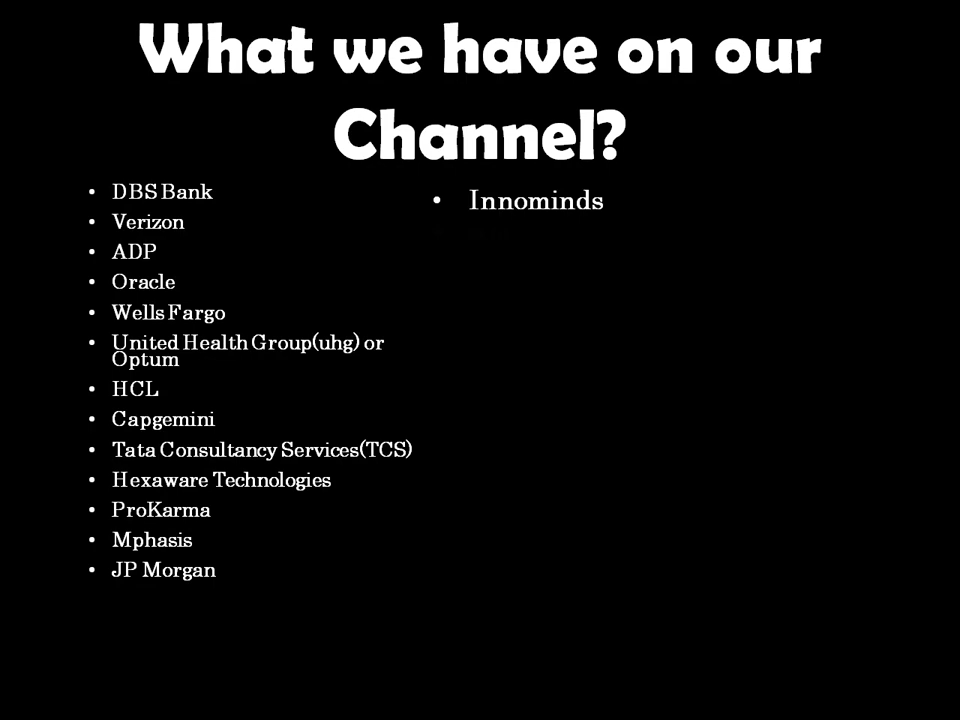 What we have on our
Channel?
• DBS Bank
• Verizon
• ADP
• Oracle
• Wells Fargo
• United Health Group(uhg) or
Optum
• HCL
• Capgemini
• Tata Consultancy Services(TCS)
• Hexaware Technologies
• ProKarma
• Mphasis
• JP Morgan
• Innominds